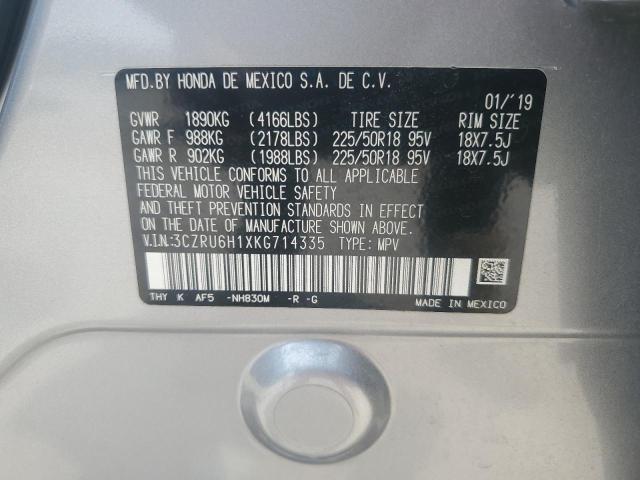 MFD.BY HONDA DE MEXICO S.A. DE C.V.
01/'19
GVWR 1890KG (4166LBS) TIRE SIZE RIM SIZE
GAWR F 988KG (2178LBS) 225/50R18 95V 18X7.5J
GAWR R 902KG (1988LBS) 225/50R18 95V 18X7.5J
THIS VEHICLE CONFORMS TO ALL APPLICABLE
FEDERAL MOTOR VEHICLE SAFETY
AND THEFT PREVENTION STANDARDS IN EFFECT
ON THE DATE OF MANUFACTURE SHOWN ABOVE.
V.I.N:3CZRU6H1XKG714335 TYPE: MPV
THY K AF5 -NH830M -R -G MADE IN MEXICO